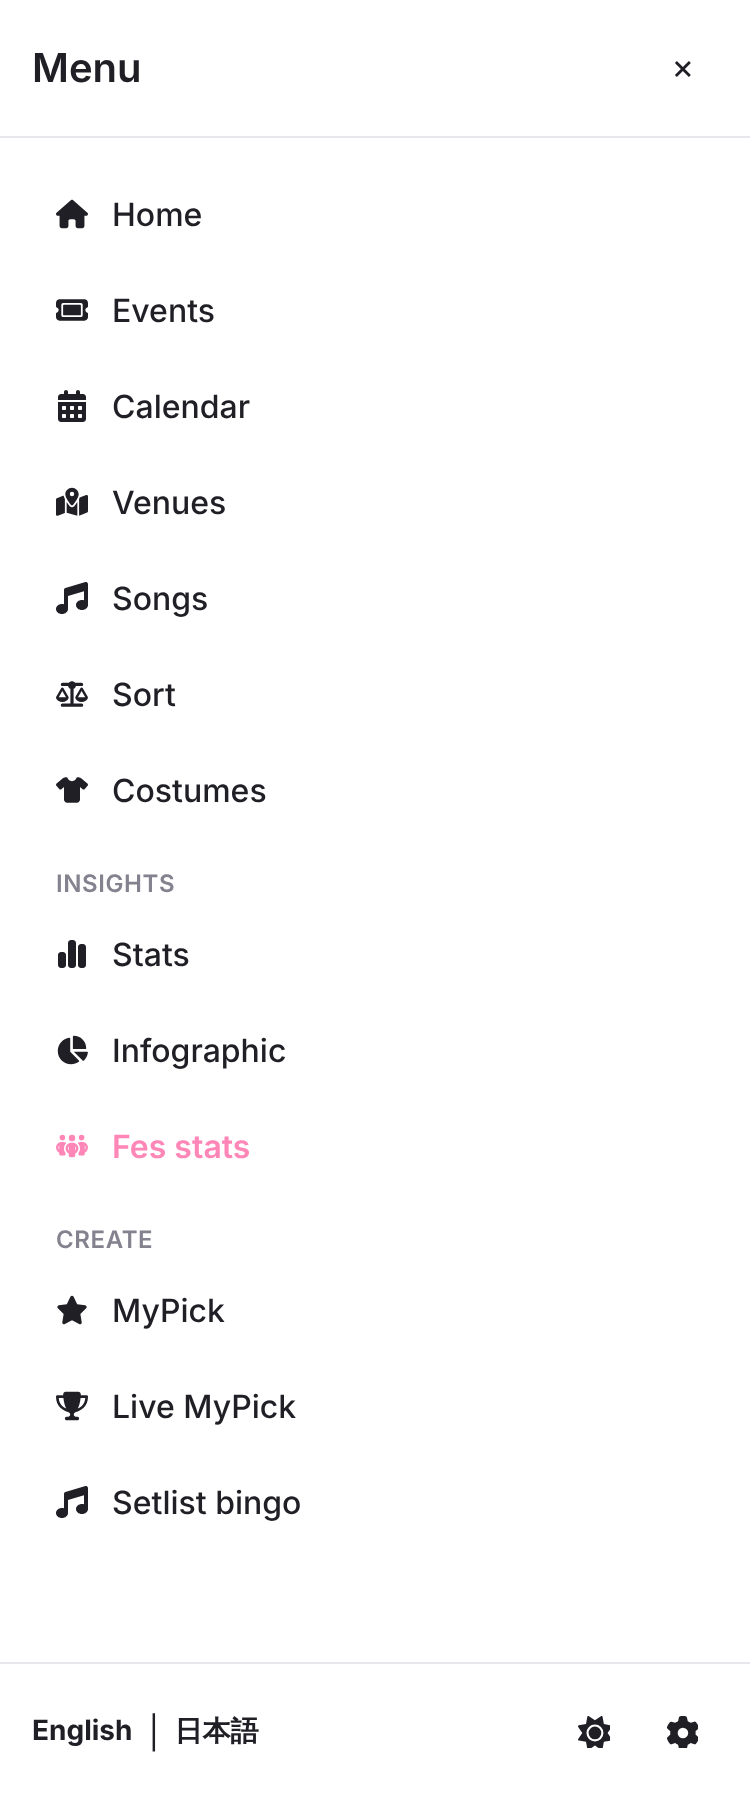 Menu
Home
Events
Calendar
Venues
Songs
Sort
Costumes
INSIGHTS
Stats
Infographic
Fes stats
CREATE
MyPick
Live MyPick
Setlist bingo
English | 日本語